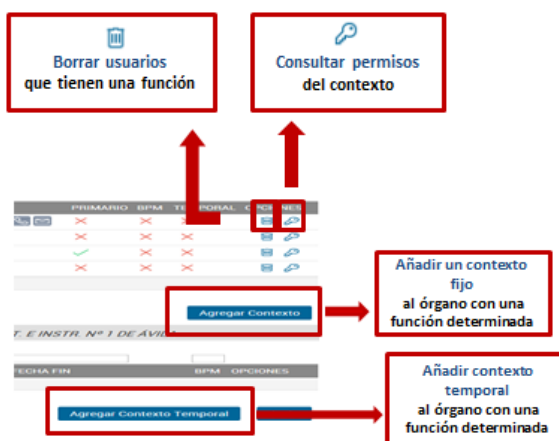 Borrar usuarios
que tienen una función
Consultar permisos
del contexto
PRIMARIO BPM TEMPORAL OPCIONES
Agregar Contexto
Añadir un contexto
fijo
al órgano con una
función determinada
T. E INSTR. Nº 1 DE ÁVILA
FECHA FIN BPM OPCIONES
Agregar Contexto Temporal
Añadir contexto
temporal
al órgano con una
función determinada